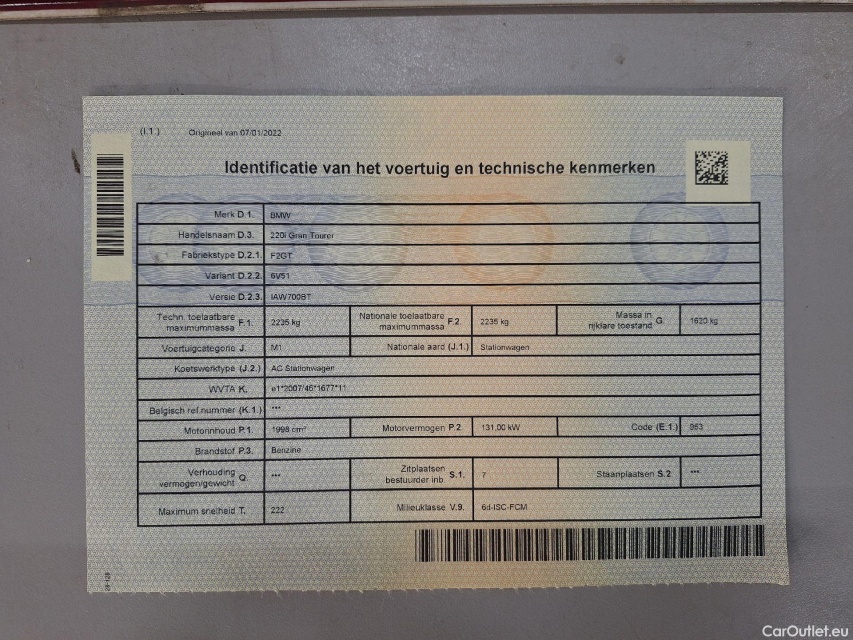 (I.1.) Origineel van 07/01/2022
Identificatie van het voertuig en technische kenmerken
Merk D.1. BMW
Handelsnaam D.3. 220i Gran Tourer
Fabriekstype D.2.1. F2GT
Variant D.2.2. 6V51
Versie D.2.3. IAW700BT
Techn. toelaatbare maximummassa F.1. 2235 kg Nationale toelaatbare maximummassa F.2. 2235 kg Massa in rijklare toestand G. 1620 kg
Voertuigcategorie J. M1 Nationale aard (J.1.) Stationwagen
Koetswerktype (J.2.) AC Stationwagen
WVTA K. e1*2007/46*1677*11
Belgisch ref.nummer (K.1.) ***
Motorinhoud P.1. 1998 cm³ Motorvermogen P.2 131,00 kW Code (E.1.) 963
Brandstof P.3. Benzine
Verhouding vermogen/gewicht Q. *** Zitplaatsen bestuurder inb. S.1. 7 Staanplaatsen S.2 ***
Maximum snelheid T. 222 Milieuklasse V.9. 6d-ISC-FCM
CarOutlet.eu